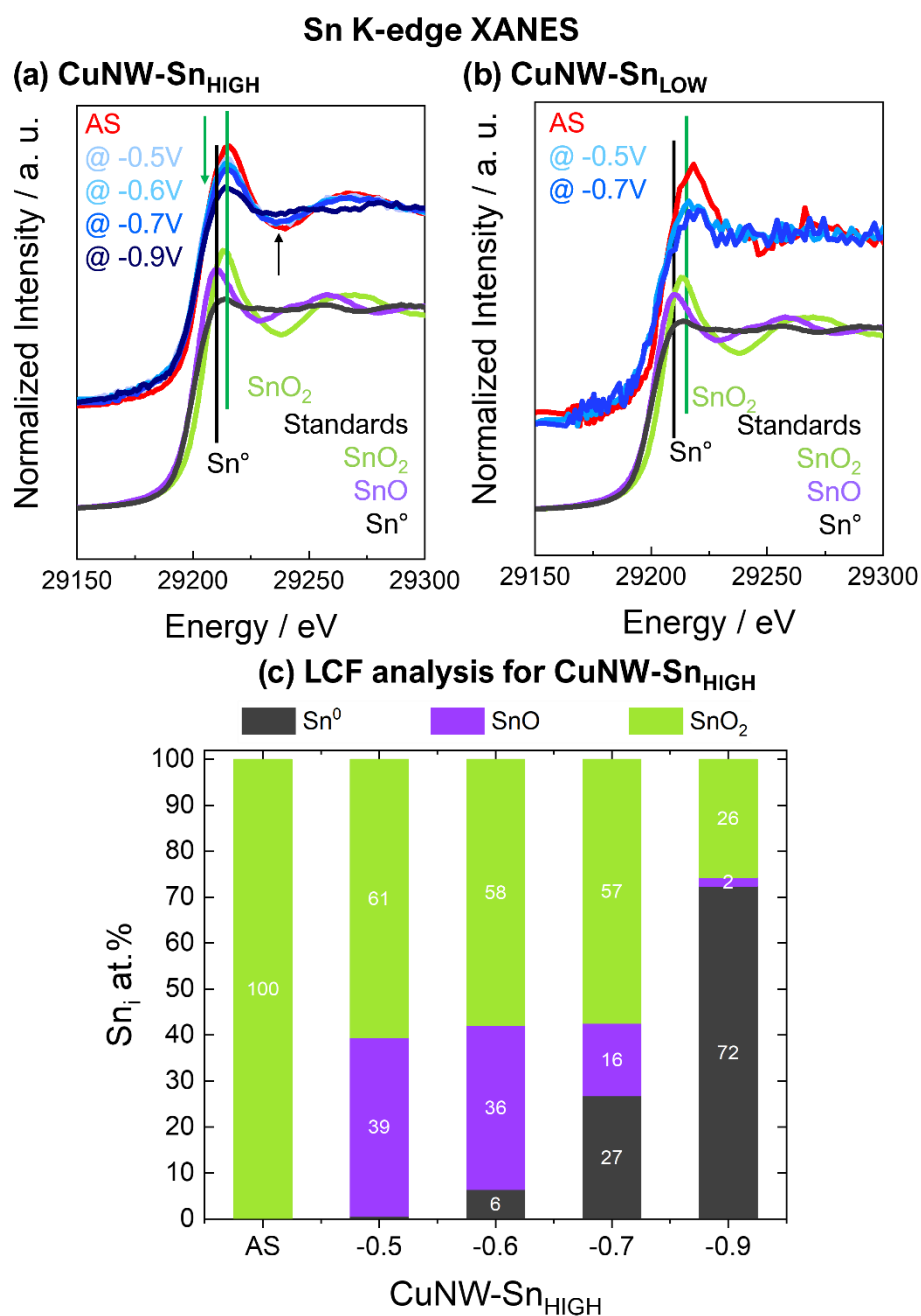 Sn K-edge XANES
(a) CuNW-SnHIGH
AS
@ -0.5V
@ -0.6V
@ -0.7V
@ -0.9V
SnO2
Standards
Sn°
SnO2
SnO
Sn°
29150 29200 29250 29300
Energy / eV
Normalized Intensity / a. u.
(b) CuNW-SnLOW
AS
@ -0.5V
@ -0.7V
SnO2
Standards
Sn°
SnO2
SnO
Sn°
29150 29200 29250 29300
Energy / eV
Normalized Intensity / a. u.
(c) LCF analysis for CuNW-SnHIGH
Sn0 SnO SnO2
100
90
80
70
60
50
40
30
20
10
0
Sni at.%
100
61
39
58
36
6
57
16
27
26
2
72
AS -0.5 -0.6 -0.7 -0.9
CuNW-SnHIGH